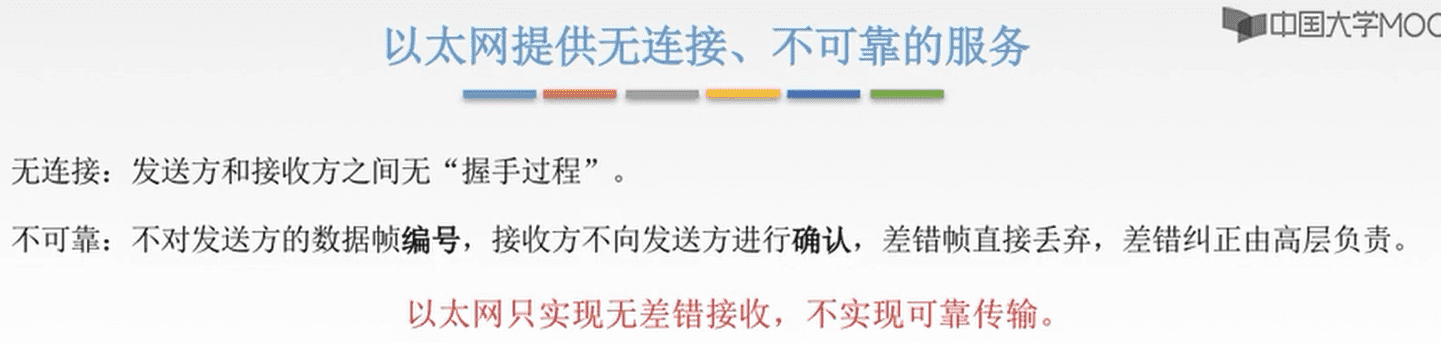 中国大学MOO
以太网提供无连接、不可靠的服务
无连接：发送方和接收方之间无“握手过程”。
不可靠：不对发送方的数据帧编号，接收方不向发送方进行确认，差错帧直接丢弃，差错纠正由高层负责。
以太网只实现无差错接收，不实现可靠传输。